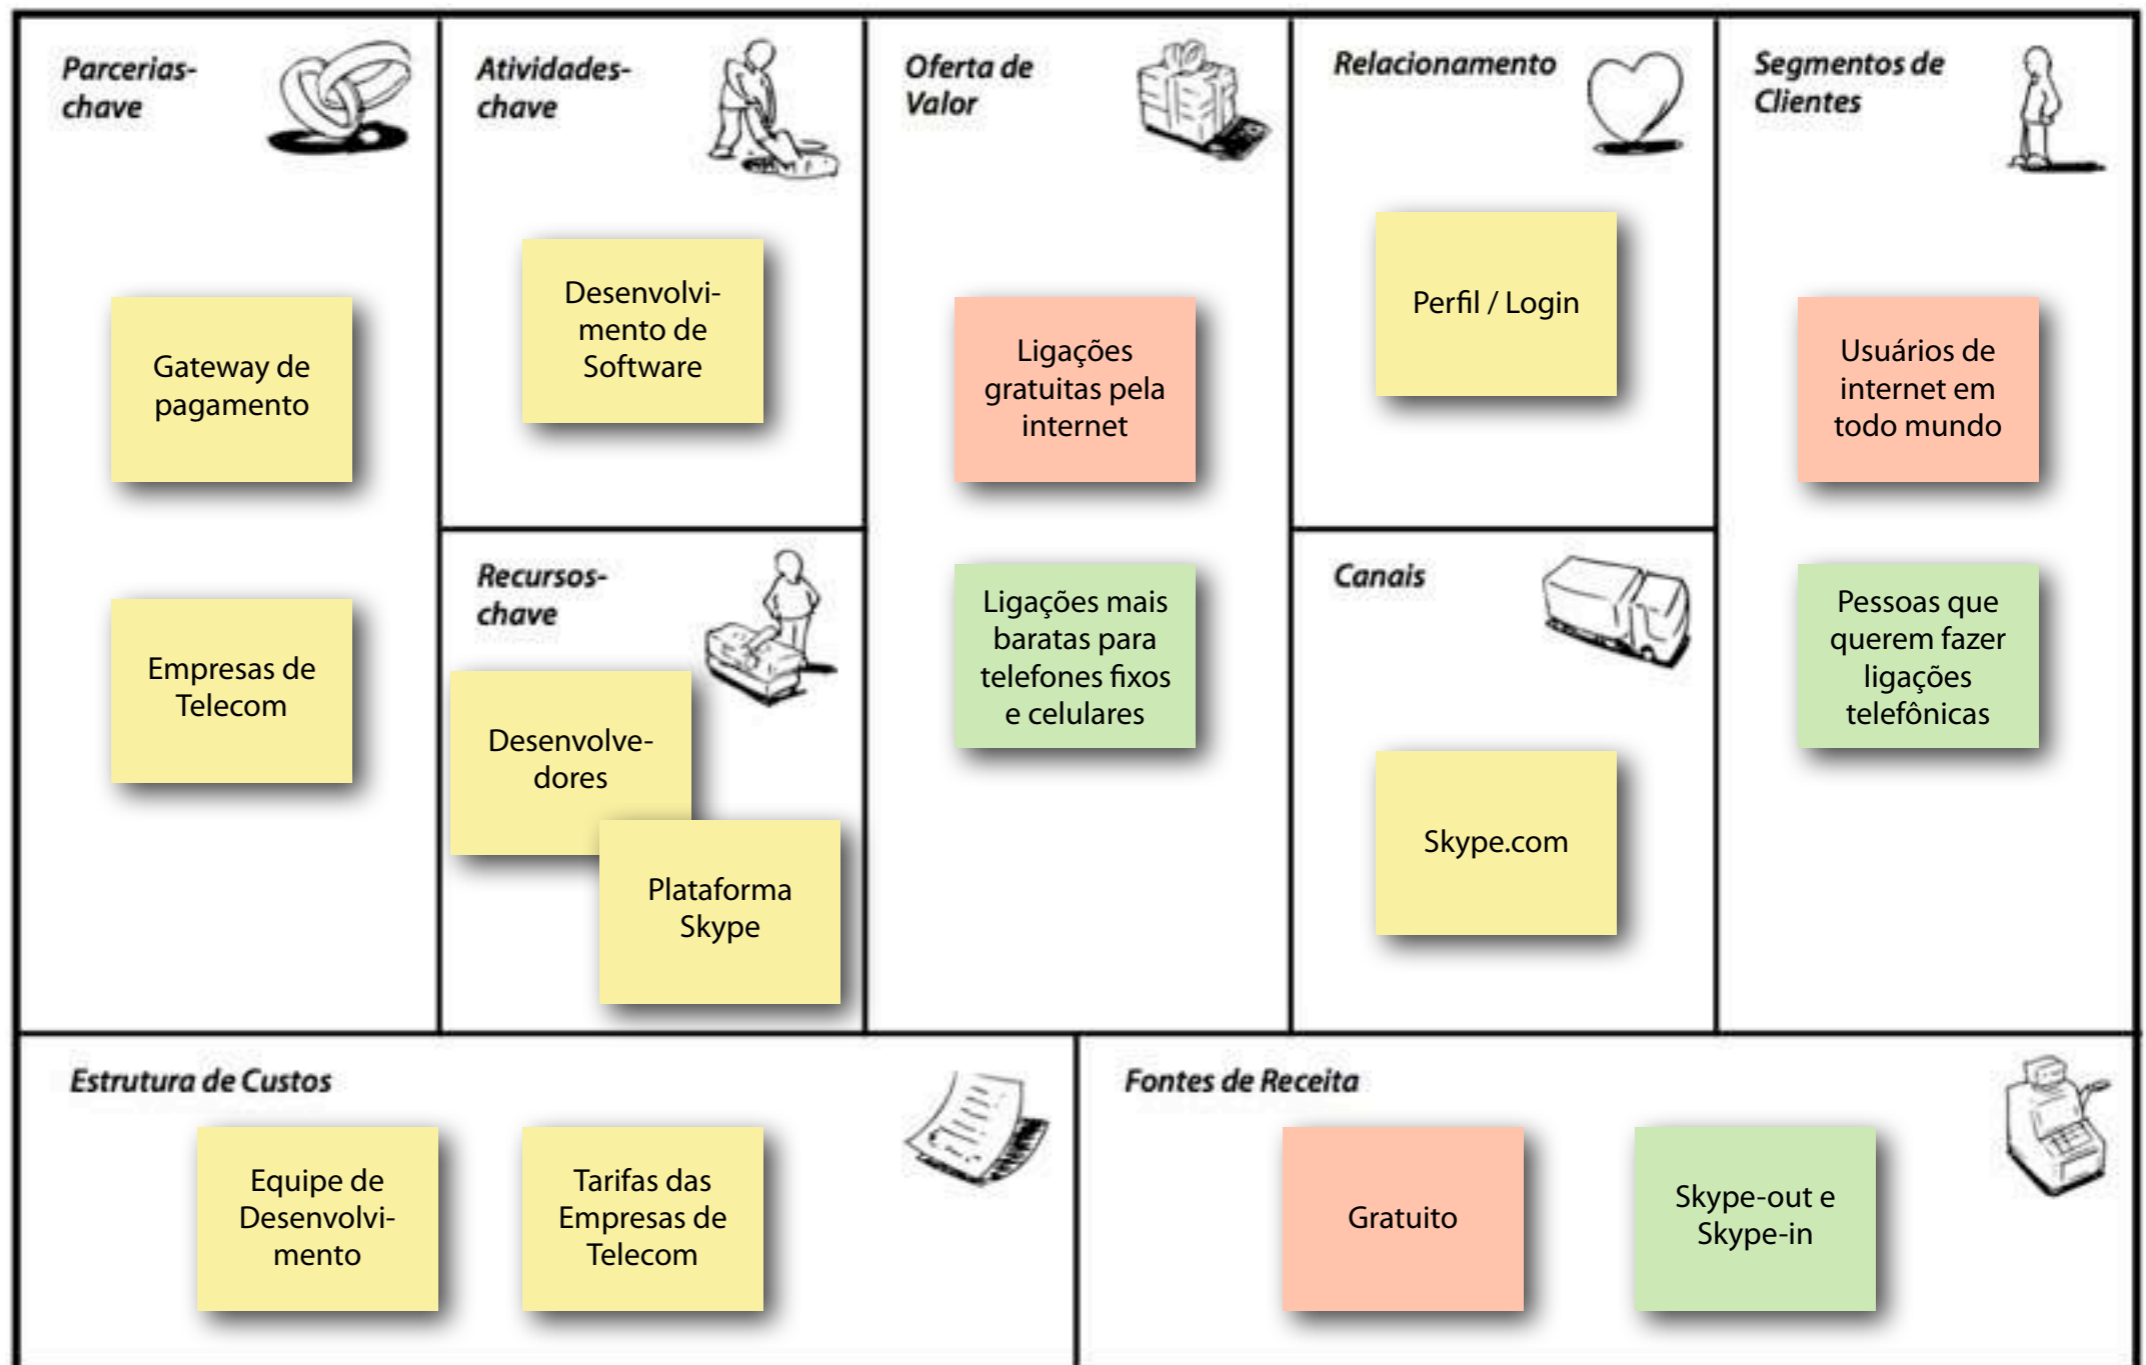 Parcerias-
chave
Gateway de
pagamento
Empresas de
Telecom
Atividades-
chave
Desenvolvi-
mento de
Software
Recursos-
chave
Desenvolve-
dores
Plataforma
Skype
Oferta de
Valor
Ligações
gratuitas pela
internet
Ligações mais
baratas para
telefones fixos
e celulares
Relacionamento
Perfil / Login
Canais
Skype.com
Segmentos de
Clientes
Usuários de
internet em
todo mundo
Pessoas que
querem fazer
ligações
telefônicas
Estrutura de Custos
Equipe de
Desenvolvi-
mento
Tarifas das
Empresas de
Telecom
Fontes de Receita
Gratuito
Skype-out e
Skype-in